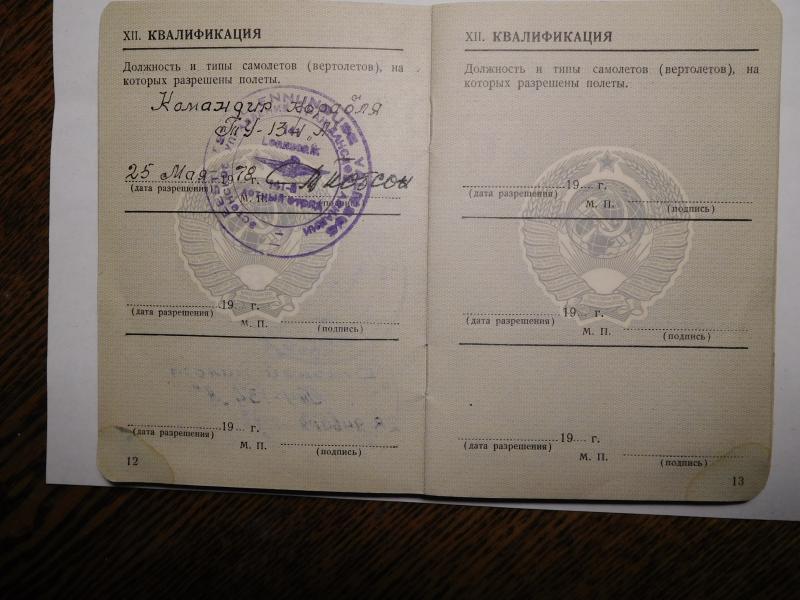 XII. КВАЛИФИКАЦИЯ
Должность и типы самолетов (вертолетов), на
которых разрешены полеты.
Командир корабля
ТУ-134 „А"
25 Мая 1978 г.
(дата разрешения)
М. П.
(подпись)
19 г.
(дата разрешения)
М. П.
(подпись)
19 г.
(дата разрешения)
М. П.
(подпись)
12
XII. КВАЛИФИКАЦИЯ
Должность и типы самолетов (вертолетов), на
которых разрешены полеты.
19 г.
(дата разрешения)
М. П.
(подпись)
19 г.
(дата разрешения)
М. П.
(подпись)
19 г.
(дата разрешения)
М. П.
(подпись)
13